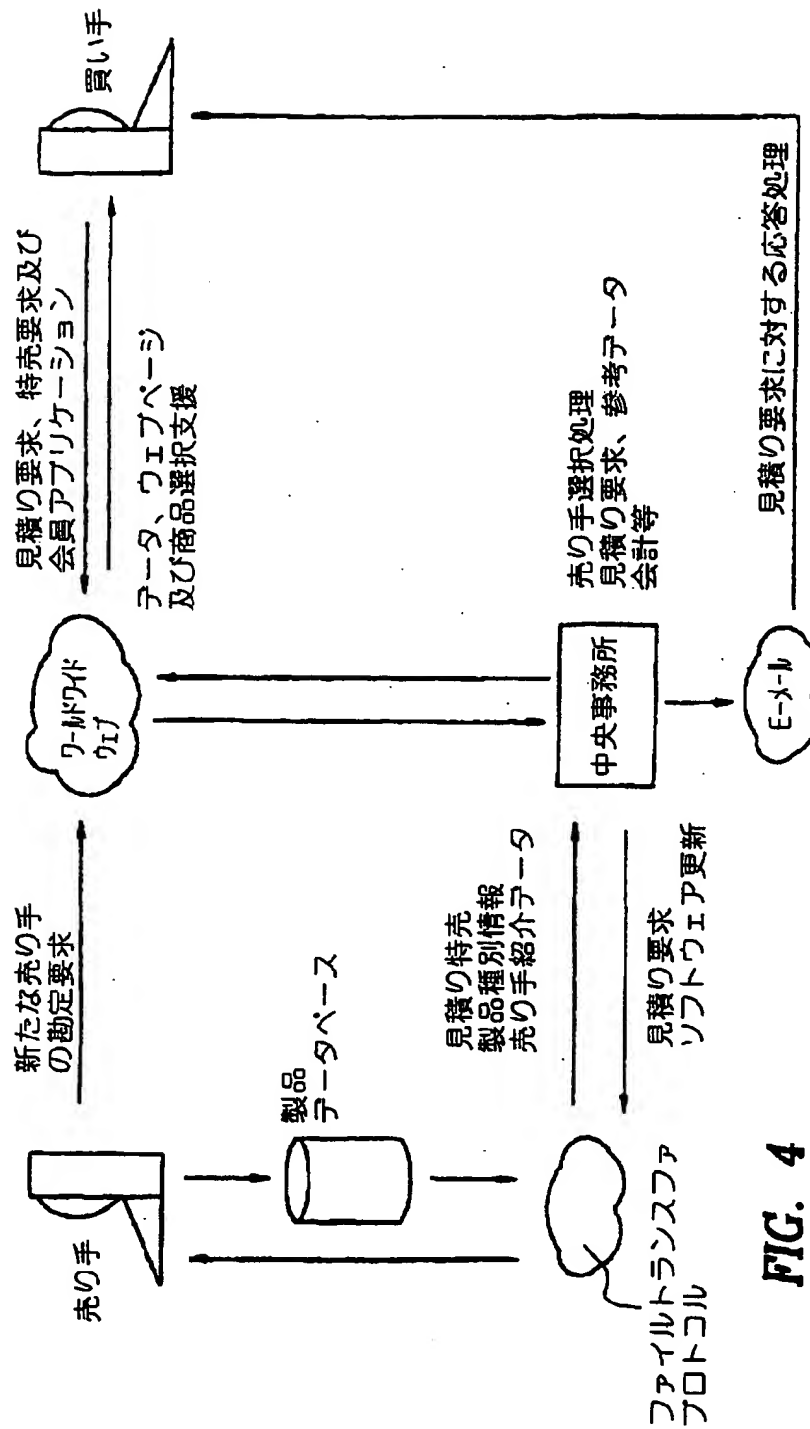 売り手
新たな売り手
の勘定要求
ワールドワイド
ウェブ
見積り要求、特売要求及び
会員アプリケーション
データ、ウェブページ
及び商品選択支援
買い手
製品
データベース
ファイルトランスファ
プロトコル
見積り特売
製品種別情報
売り手紹介データ
見積り要求
ソフトウェア更新
中央事務所
売り手選択処理
見積り要求、参考データ
会計等
E-メール
見積り要求に対する応答処理
FIG. 4